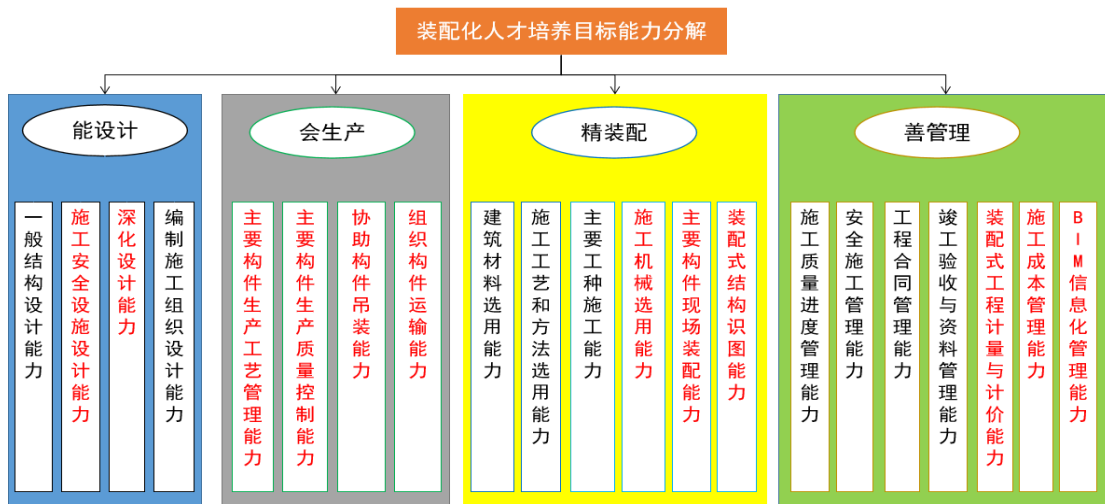 装配化人才培养目标能力分解
能设计
会生产
精装配
善管理
一般结构设计能力
施工安全设施设计能力
深化设计能力
编制施工组织设计能力
主要构件生产工艺管理能力
主要构件生产质量控制能力
协助构件吊装能力
组织构件运输能力
建筑材料选用能力
施工工艺和方法选用能力
主要工种施工能力
施工机械选用能力
主要构件现场装配能力
装配式结构识图能力
施工质量进度管理能力
安全施工管理能力
工程合同管理能力
竣工验收与资料管理能力
装配式工程计量与计价能力
施工成本管理能力
BIM信息化管理能力